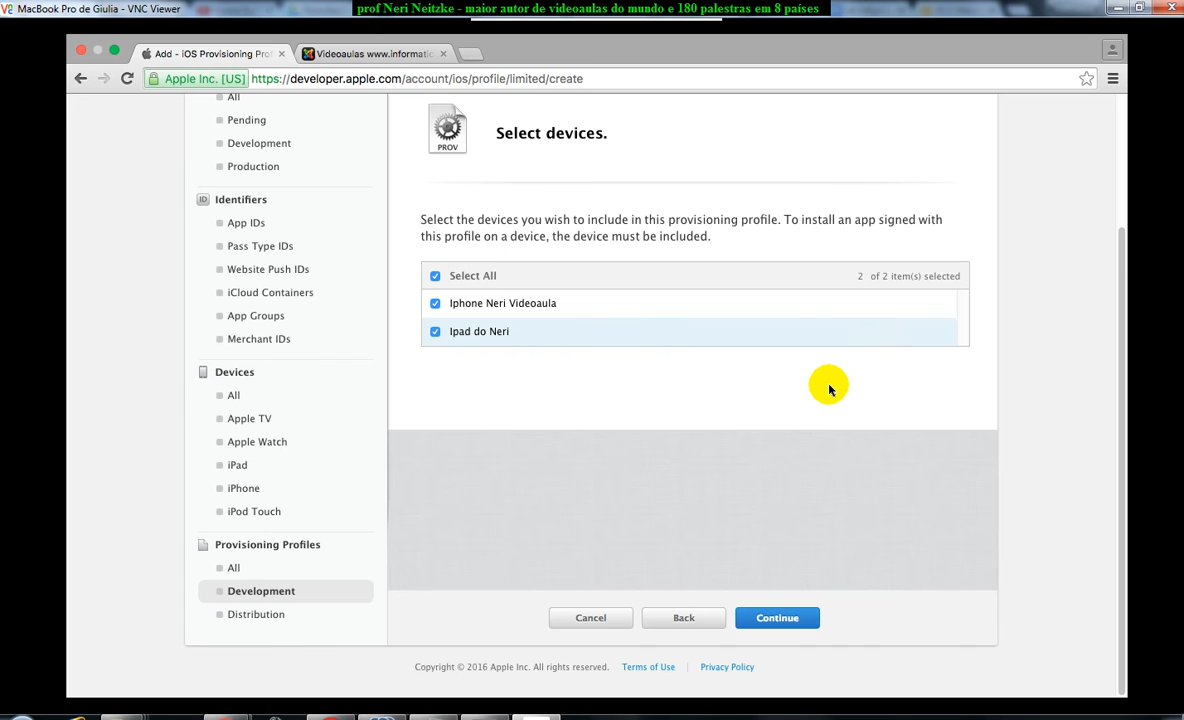 MacBook Pro de Giulia - VNC Viewer
prof Neri Neitzke - maior autor de videoaulas do mundo e 180 palestras em 8 países
Add - iOS Provisioning Prof
Videoaulas www.informatic
Apple Inc. [US]
https://developer.apple.com/account/ios/profile/limited/create
All
Pending
Development
Production
ID Identifiers
App IDs
Pass Type IDs
Website Push IDs
iCloud Containers
App Groups
Merchant IDs
Devices
All
Apple TV
Apple Watch
iPad
iPhone
iPod Touch
Provisioning Profiles
All
Development
Distribution
PROV
Select devices.
Select the devices you wish to include in this provisioning profile. To install an app signed with
this profile on a device, the device must be included.
Select All
2 of 2 item(s) selected
Iphone Neri Videoaula
Ipad do Neri
Cancel
Back
Continue
Copyright © 2016 Apple Inc. All rights reserved.
Terms of Use
Privacy Policy